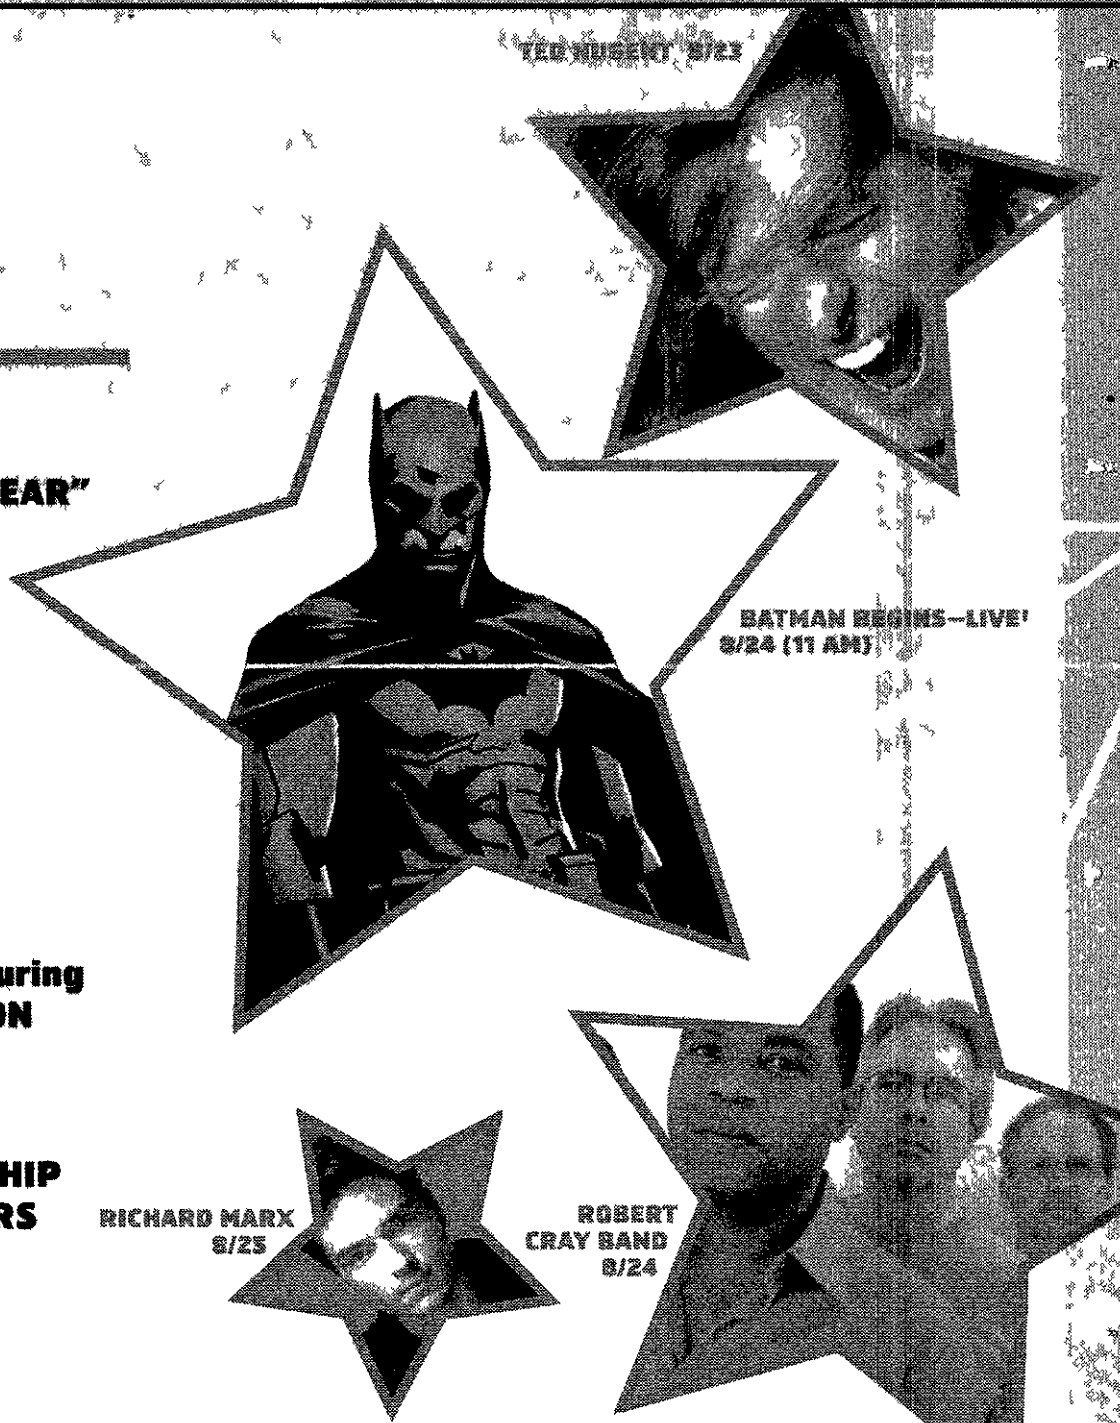 TED NUGENT 8/23
EAR”
BATMAN BEGINS—LIVE!
8/24 (11 AM)
uring
ON
HIP
RS
RICHARD MARX
8/25
ROBERT
CRAY BAND
8/24